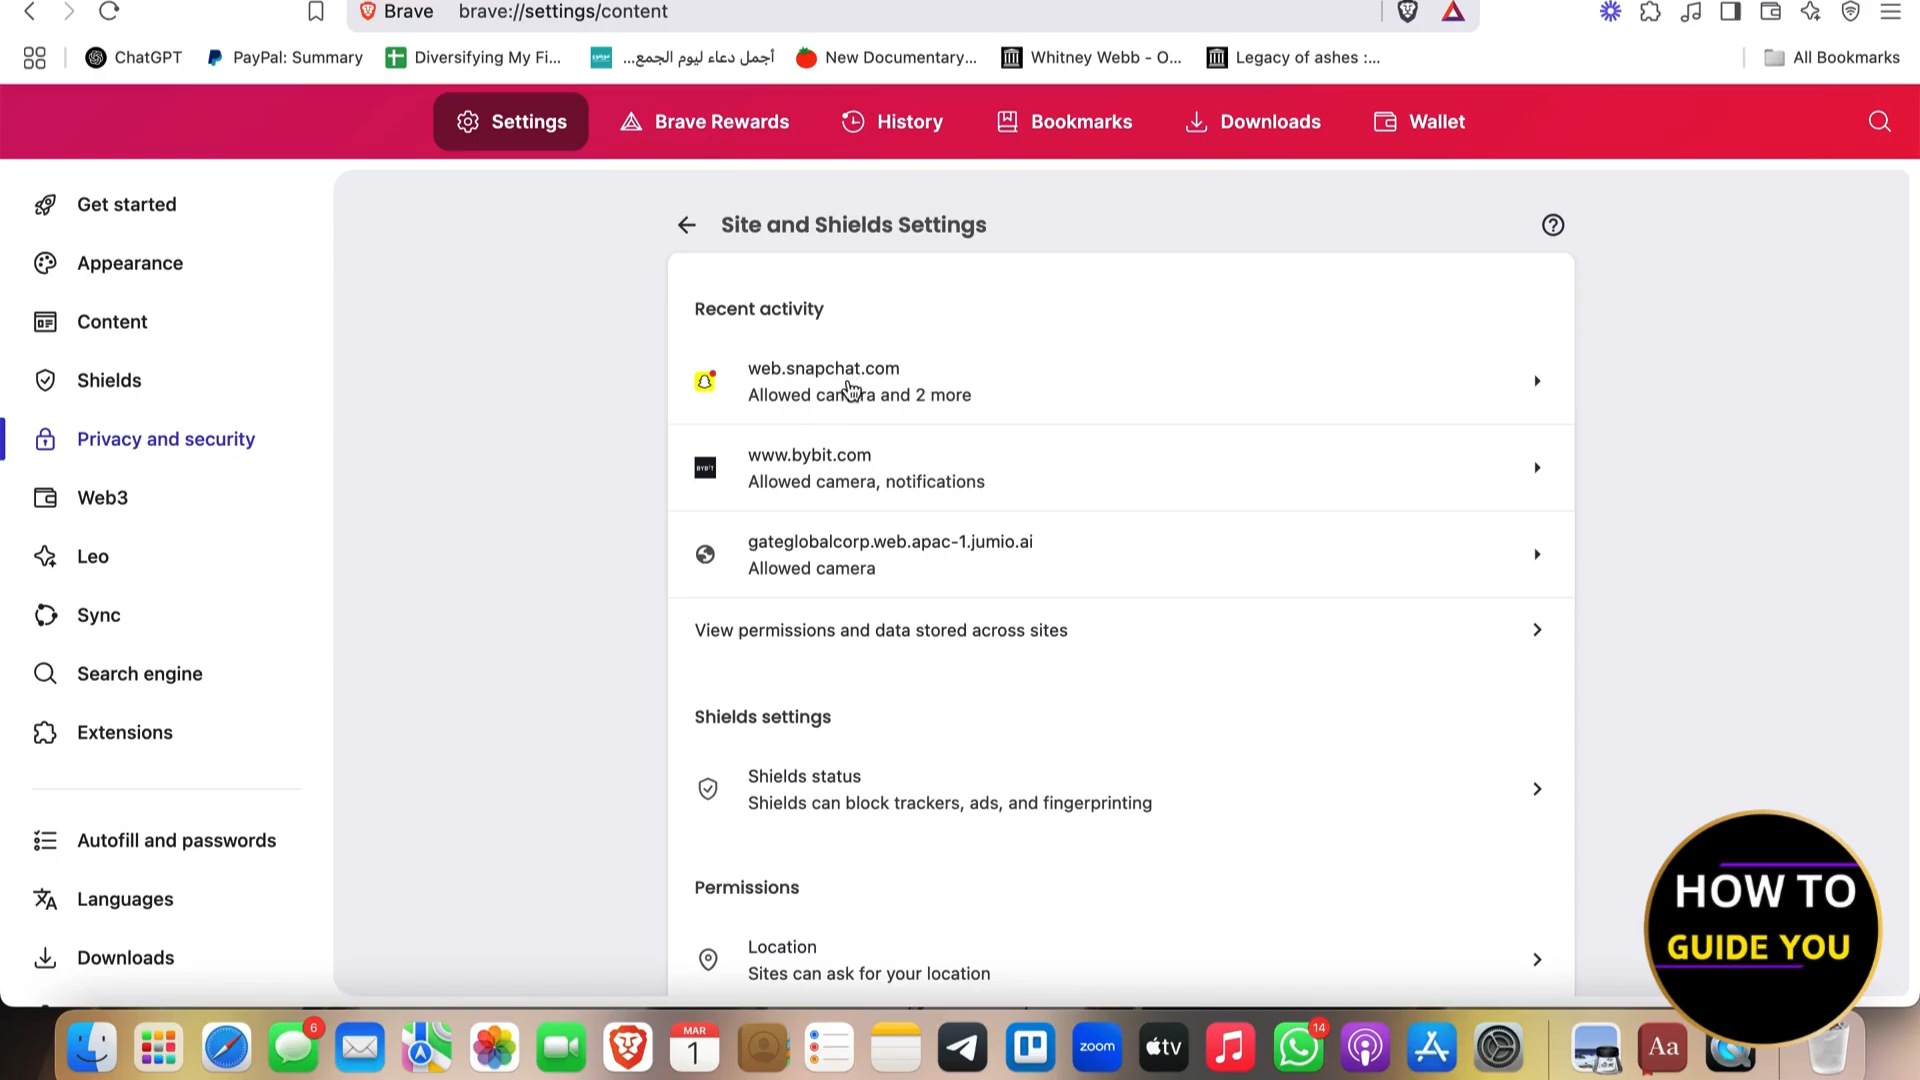 Brave brave://settings/content
ChatGPT PayPal: Summary Diversifying My Fi... أجمل دعاء ليوم الجمع... New Documentary... Whitney Webb - O... Legacy of ashes :... All Bookmarks
Settings Brave Rewards History Bookmarks Downloads Wallet
Get started
Appearance
Content
Shields
Privacy and security
Web3
Leo
Sync
Search engine
Extensions
Autofill and passwords
Languages
Downloads
Site and Shields Settings
Recent activity
web.snapchat.com
Allowed camera and 2 more
www.bybit.com
BYBIT
Allowed camera, notifications
gateglobalcorp.web.apac-1.jumio.ai
Allowed camera
View permissions and data stored across sites
Shields settings
Shields status
Shields can block trackers, ads, and fingerprinting
Permissions
Location
Sites can ask for your location
HOW TO
GUIDE YOU
6 MAR 1 zoom tv 14 Aa